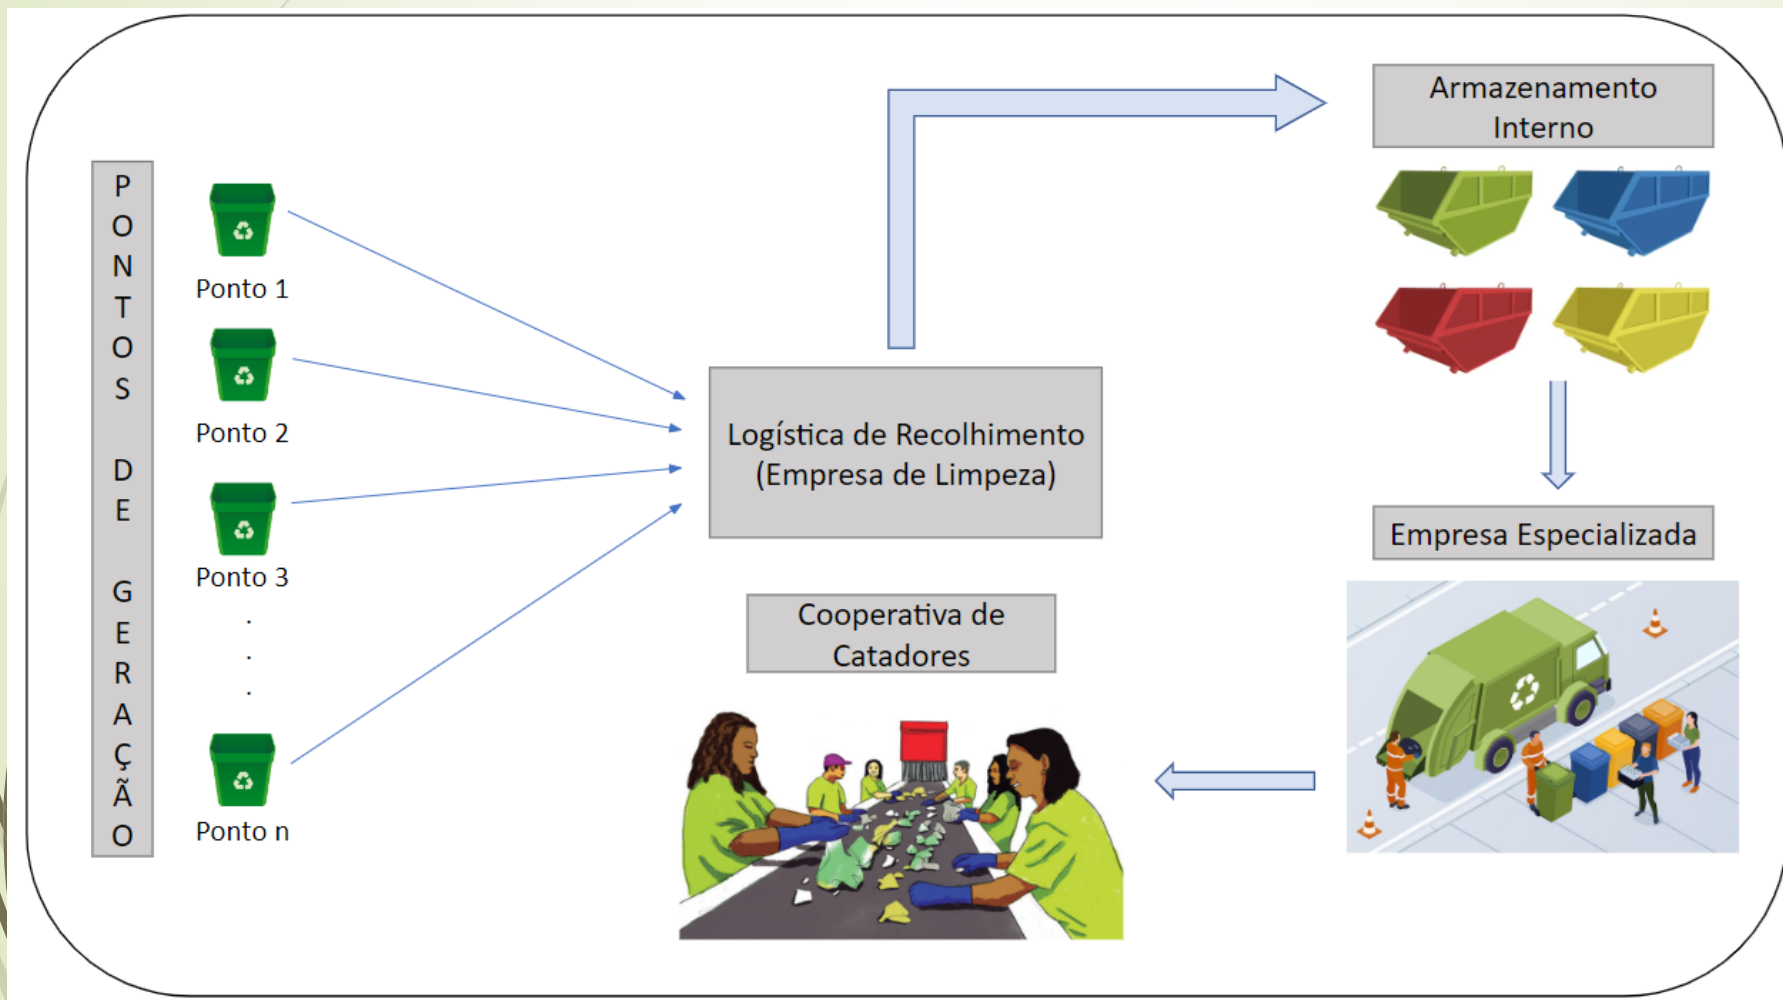 PONTOS DE GERAÇÃO
Ponto 1
Ponto 2
Ponto 3
.
.
.
Ponto n
Logística de Recolhimento
(Empresa de Limpeza)
Armazenamento
Interno
Empresa Especializada
Cooperativa de
Catadores